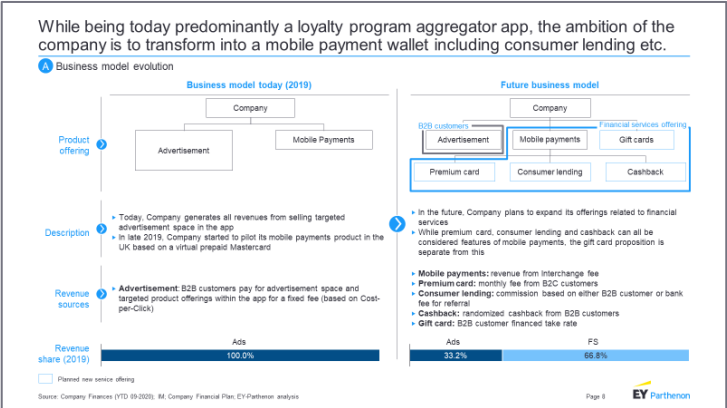 While being today predominantly a loyalty program aggregator app, the ambition of the
company is to transform into a mobile payment wallet including consumer lending etc.
A Business model evolution
Business model today (2019)
Future business model
Product
offering
Company
Advertisement
Mobile Payments
Company
B2B customers
Financial services offering
Advertisement
Mobile payments
Gift cards
Premium card
Consumer lending
Cashback
Description
Today, Company generates all revenues from selling targeted
advertisement space in the app
In late 2019, Company started to pilot its mobile payments product in the
UK based on a virtual prepaid Mastercard
In the future, Company plans to expand its offerings related to financial
services
While premium card, consumer lending and cashback can all be
considered features of mobile payments, the gift card proposition is
separate from this
Revenue
sources
Advertisement: B2B customers pay for advertisement space and
targeted product offerings within the app for a fixed fee (based on Cost-
per-Click)
Mobile payments: revenue from Interchange fee
Premium card: monthly fee from B2C customers
Consumer lending: commission based on either B2B customer or bank
fee for referral
Cashback: randomized cashback from B2B customers
Gift card: B2B customer financed take rate
Revenue
share (2019)
Ads
100.0%
Ads
FS
33.2%
66.8%
Planned new service offering
Source: Company Finances (YTD 09-2020), IM, Company Financial Plan, EY-Parthenon analysis
Page 8
EY Parthenon